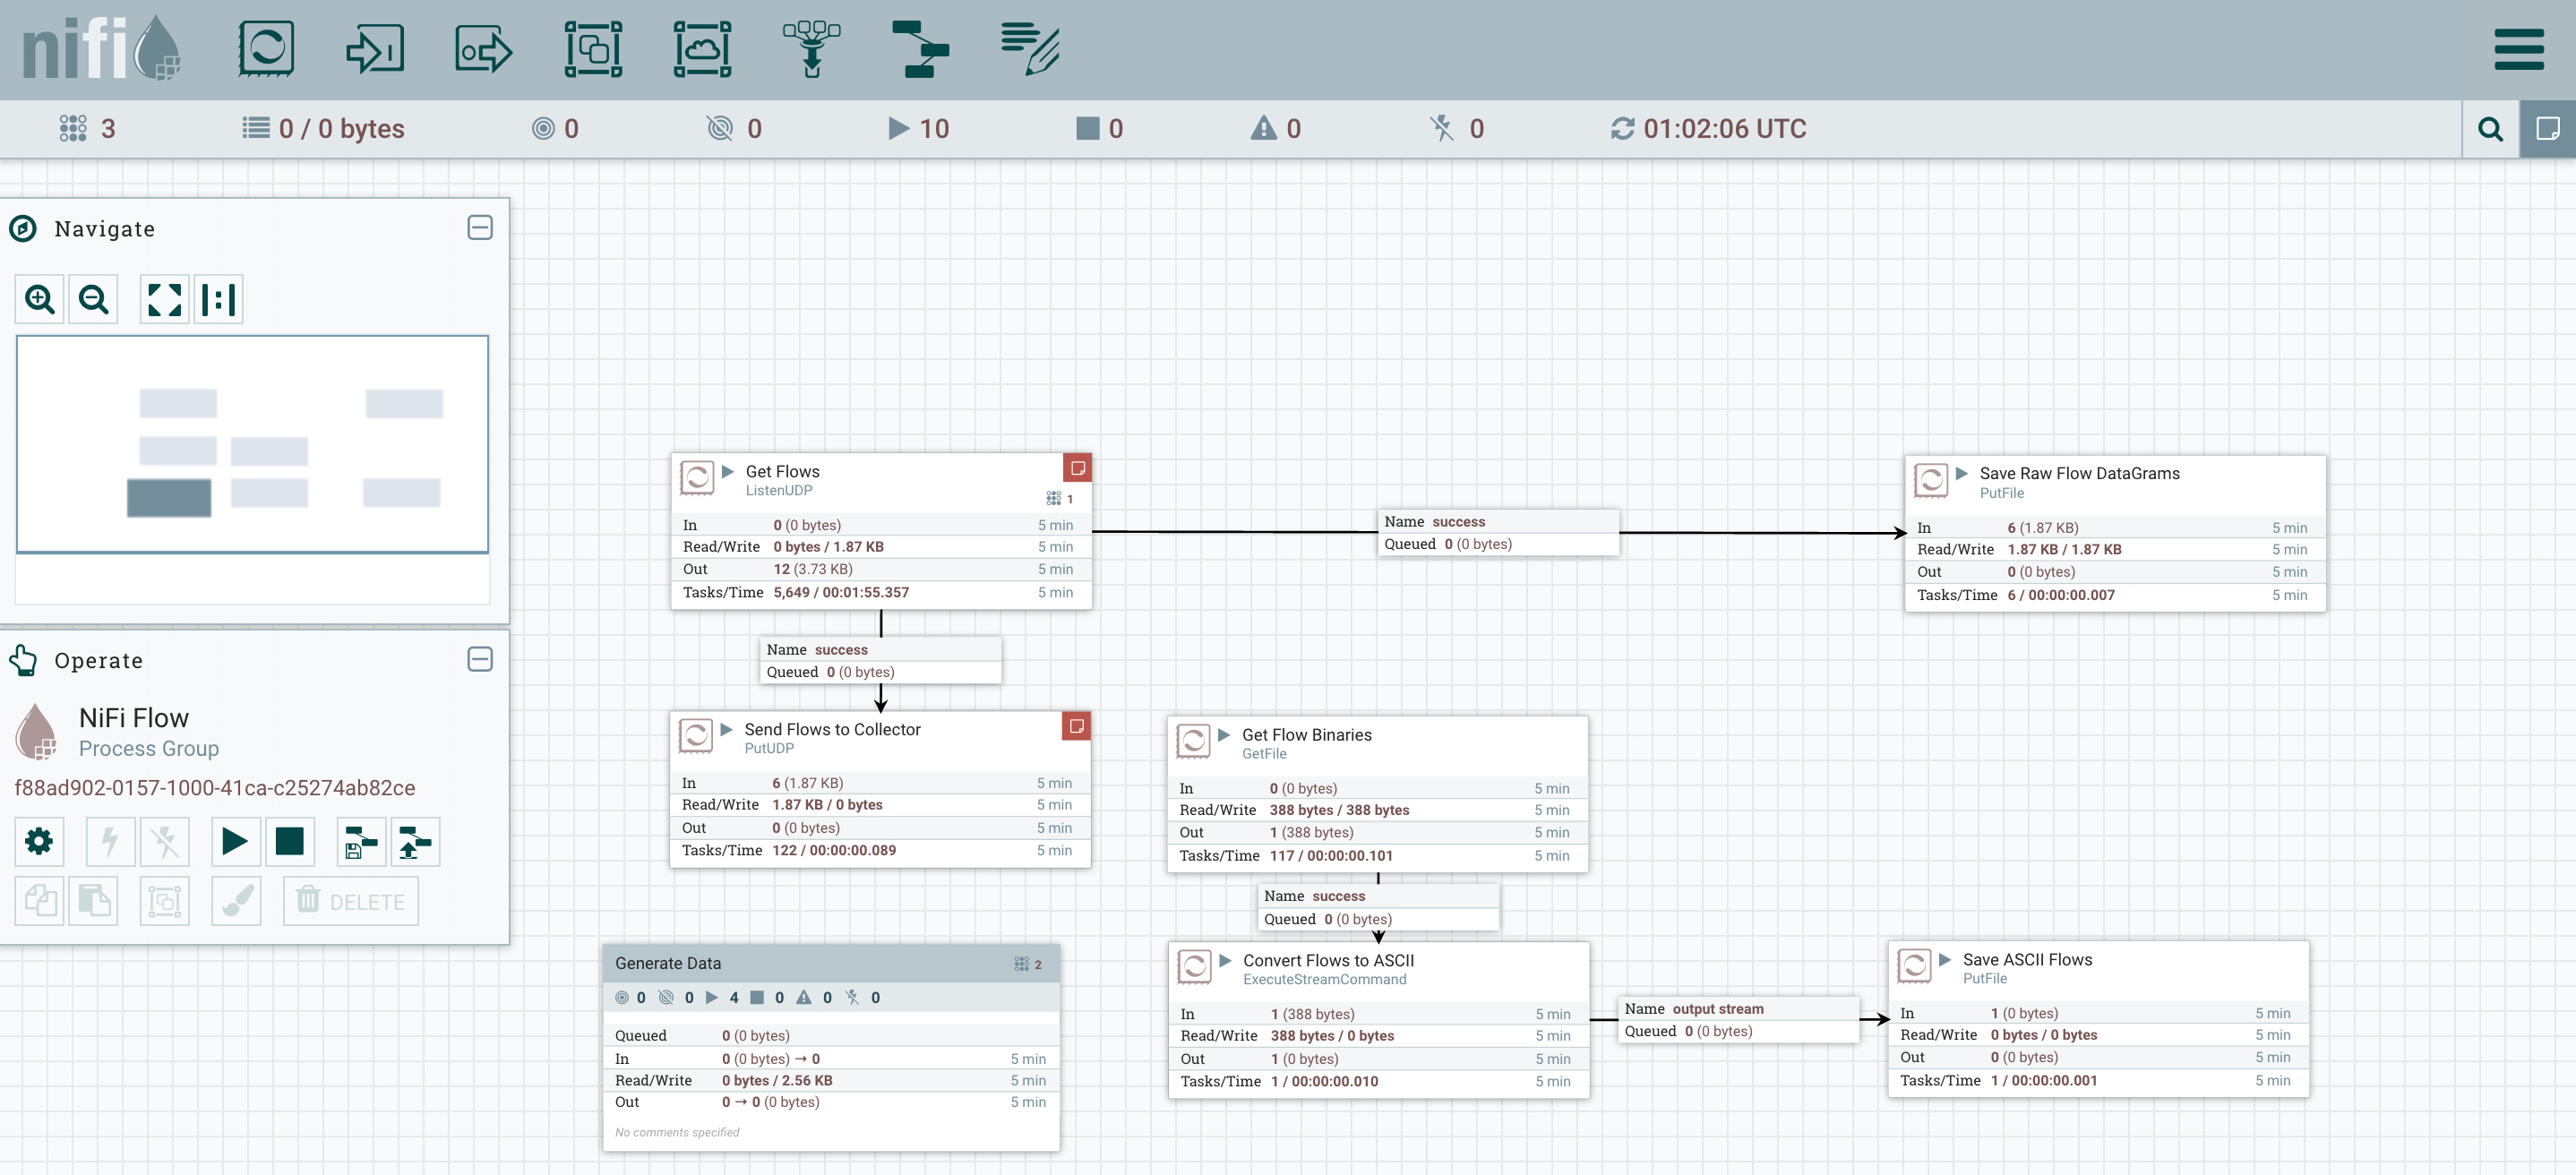 nifi
3
0 / 0 bytes
0
0
10
0
0
0
01:02:06 UTC
Navigate
Operate
NiFi Flow
Process Group
f88ad902-0157-1000-41ca-c25274ab82ce
DELETE
Get Flows
ListenUDP
1
In 0 (0 bytes) 5 min
Read/Write 0 bytes / 1.87 KB 5 min
Out 12 (3.73 KB) 5 min
Tasks/Time 5,649 / 00:01:55.357 5 min
Name success
Queued 0 (0 bytes)
Save Raw Flow DataGrams
PutFile
In 6 (1.87 KB) 5 min
Read/Write 1.87 KB / 1.87 KB 5 min
Out 0 (0 bytes) 5 min
Tasks/Time 6 / 00:00:00.007 5 min
Name success
Queued 0 (0 bytes)
Send Flows to Collector
PutUDP
In 6 (1.87 KB) 5 min
Read/Write 1.87 KB / 0 bytes 5 min
Out 0 (0 bytes) 5 min
Tasks/Time 122 / 00:00:00.089 5 min
Get Flow Binaries
GetFile
In 0 (0 bytes) 5 min
Read/Write 388 bytes / 388 bytes 5 min
Out 1 (388 bytes) 5 min
Tasks/Time 117 / 00:00:00.101 5 min
Name success
Queued 0 (0 bytes)
Generate Data 2
0 0 4 0 0 0
Queued 0 (0 bytes)
In 0 (0 bytes) → 0 5 min
Read/Write 0 bytes / 2.56 KB 5 min
Out 0 → 0 (0 bytes) 5 min
No comments specified
Convert Flows to ASCII
ExecuteStreamCommand
In 1 (388 bytes) 5 min
Read/Write 388 bytes / 0 bytes 5 min
Out 1 (0 bytes) 5 min
Tasks/Time 1 / 00:00:00.010 5 min
Name output stream
Queued 0 (0 bytes)
Save ASCII Flows
PutFile
In 1 (0 bytes) 5 min
Read/Write 0 bytes / 0 bytes 5 min
Out 0 (0 bytes) 5 min
Tasks/Time 1 / 00:00:00.001 5 min